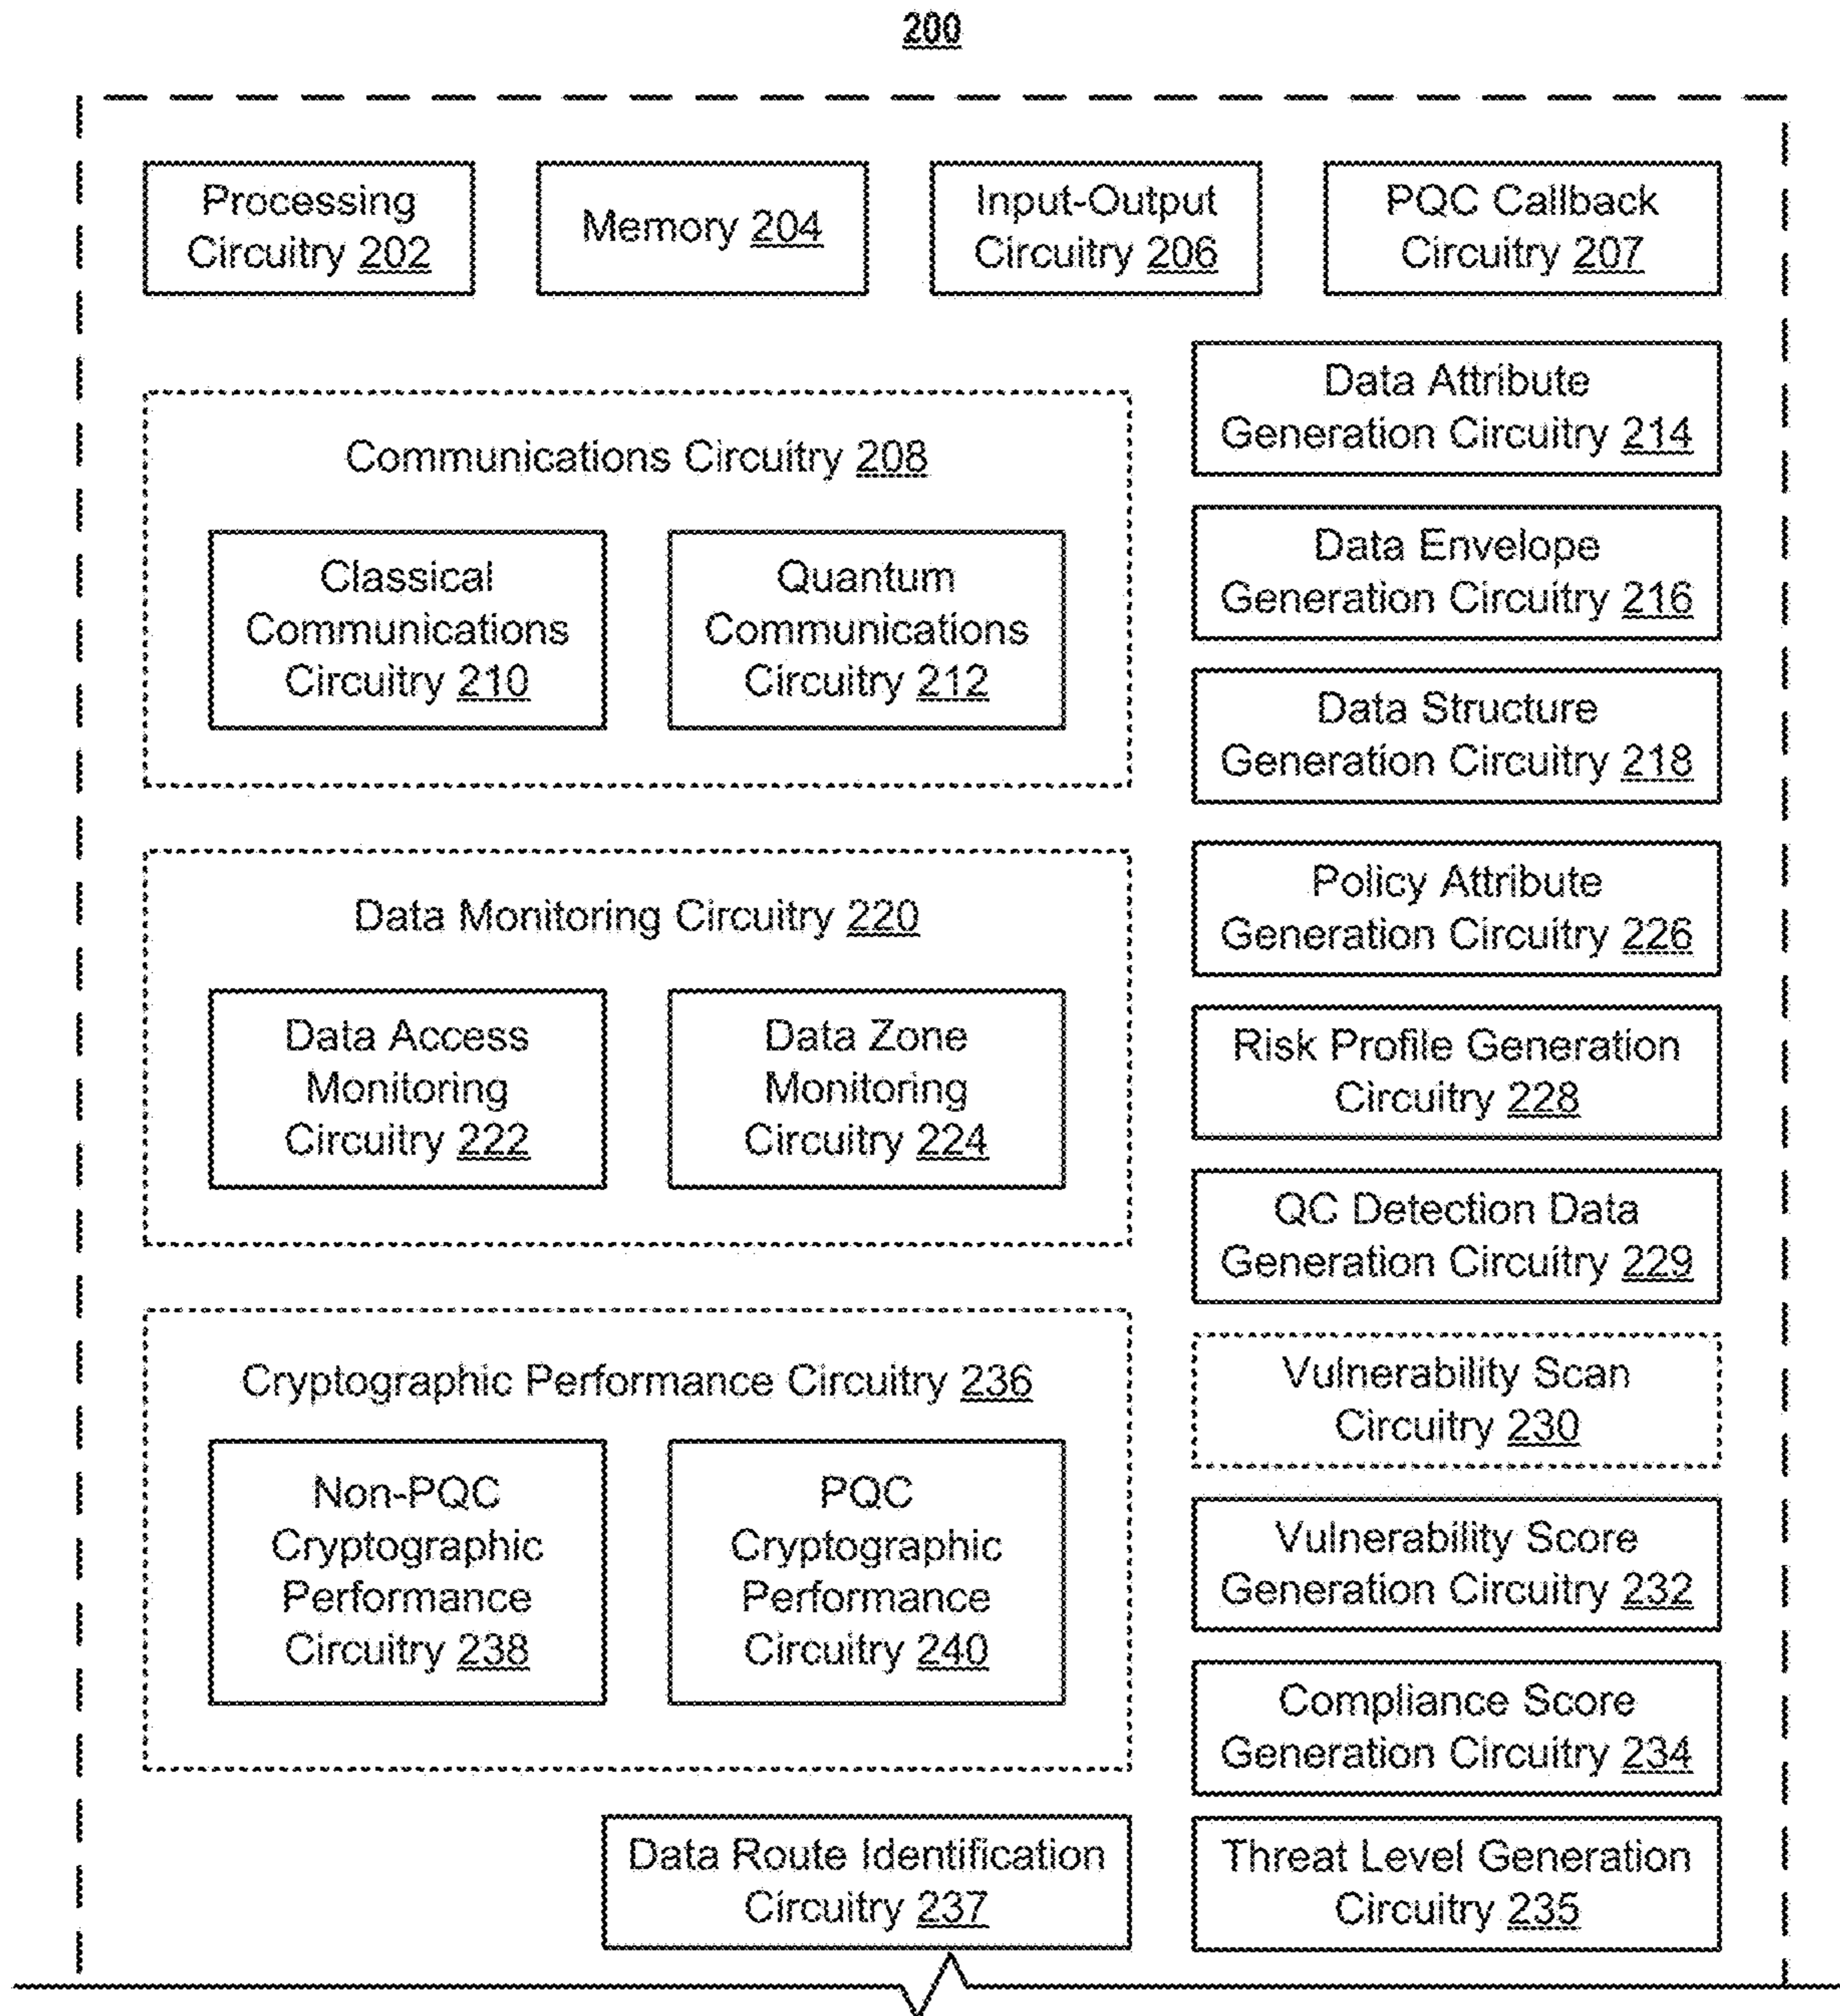 200
Processing
Circuitry 202
Memory 204
Input-Output
Circuitry 206
PQC Callback
Circuitry 207
Communications Circuitry 208
Classical
Communications
Circuitry 210
Quantum
Communications
Circuitry 212
Data Monitoring Circuitry 220
Data Access
Monitoring
Circuitry 222
Data Zone
Monitoring
Circuitry 224
Cryptographic Performance Circuitry 236
Non-PQC
Cryptographic
Performance
Circuitry 238
PQC
Cryptographic
Performance
Circuitry 240
Data Route Identification
Circuitry 237
Data Attribute
Generation Circuitry 214
Data Envelope
Generation Circuitry 216
Data Structure
Generation Circuitry 218
Policy Attribute
Generation Circuitry 226
Risk Profile Generation
Circuitry 228
QC Detection Data
Generation Circuitry 229
Vulnerability Scan
Circuitry 230
Vulnerability Score
Generation Circuitry 232
Compliance Score
Generation Circuitry 234
Threat Level Generation
Circuitry 235